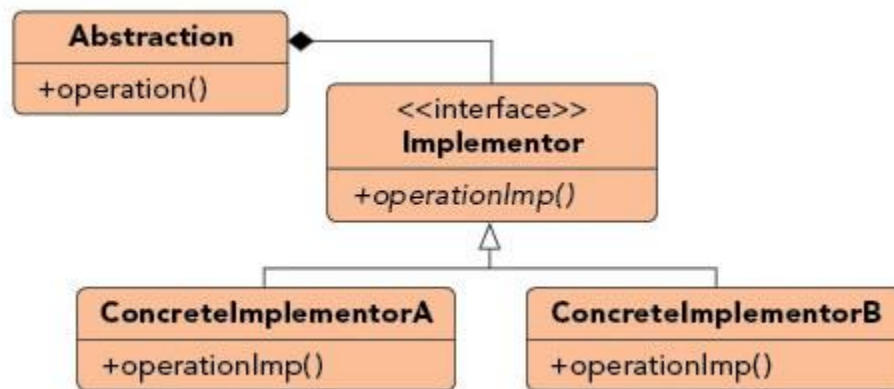 Abstraction
+operation()
<<interface>>
Implementor
+operationImp()
ConcreteImplementorA
+operationImp()
ConcreteImplementorB
+operationImp()